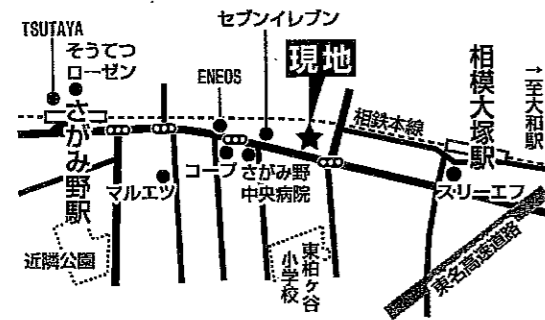 TSUTAYA
そうてつ
ローゼン
さがみ野駅
ENEOS
セブンイレブン
現地
相鉄本線
相模大塚駅
→至大和駅
マルエツ
コープ
さがみ野
中央病院
スリーエフ
近隣公園
東柏ヶ谷
小学校
東名高速道路